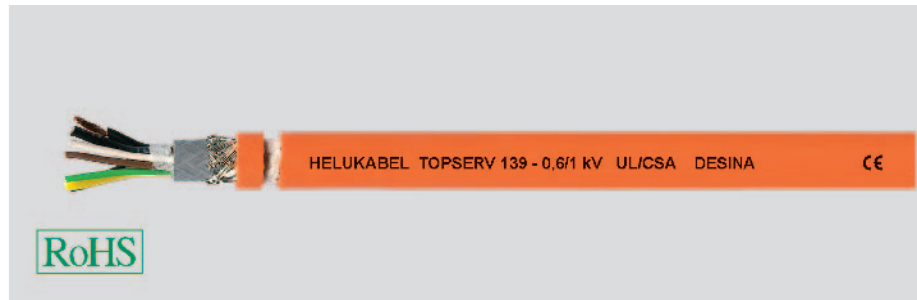 HELUKABEL TOPSERV 139 - 0,6/1 kV UL/CSA DESINA CE
RoHS